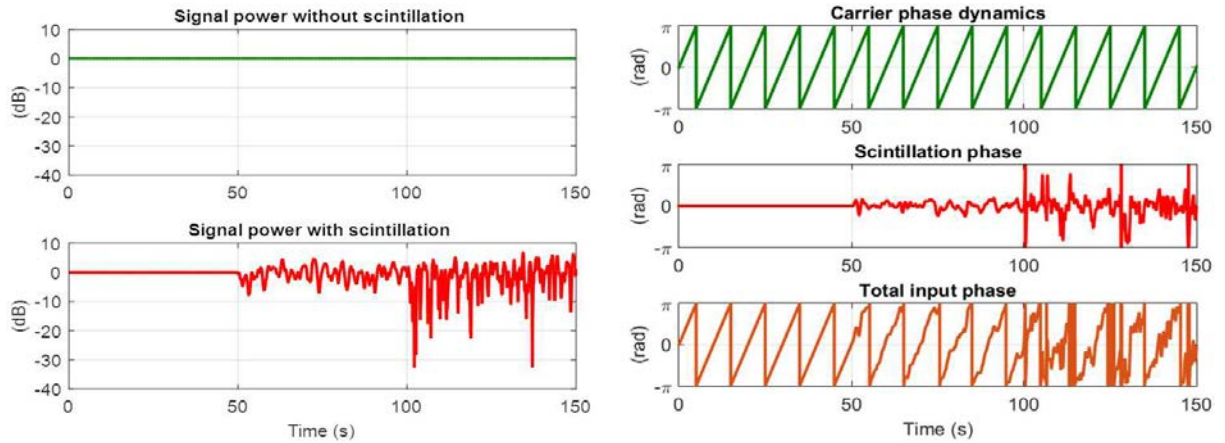 Signal power without scintillation
10
0
-10
-20
-30
-40
(dB)
0 50 100 150
Signal power with scintillation
10
0
-10
-20
-30
-40
(dB)
0 50 100 150
Time (s)
Carrier phase dynamics
π
0
-π
(rad)
0 50 100 150
Scintillation phase
π
0
-π
(rad)
0 50 100 150
Total input phase
π
0
-π
(rad)
0 50 100 150
Time (s)